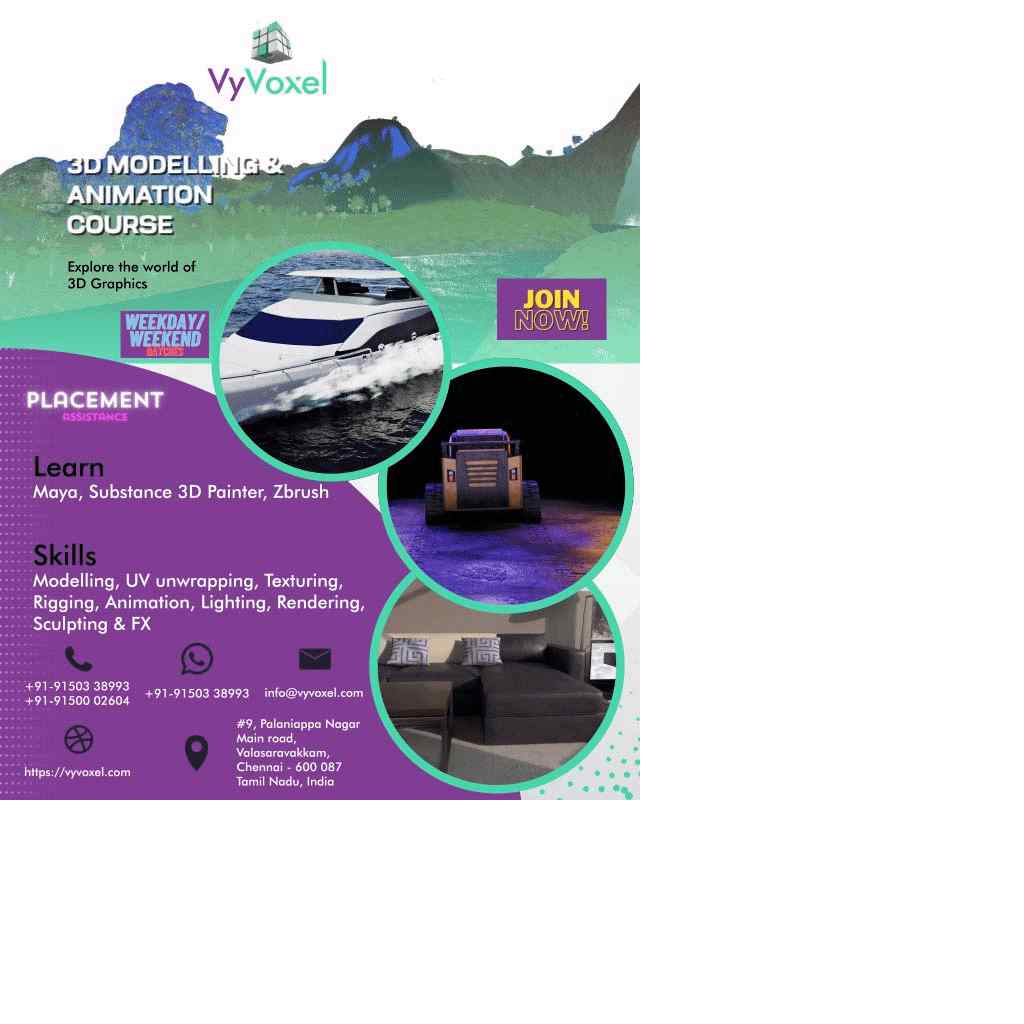 VyVoxel
3D MODELLING &
ANIMATION
COURSE
Explore the world of
3D Graphics
WEEKDAY/
WEEKEND
BATCHES
JOIN
NOW!
PLACEMENT
ASSISTANCE
Learn
Maya, Substance 3D Painter, Zbrush
Skills
Modelling, UV unwrapping, Texturing,
Rigging, Animation, Lighting, Rendering,
Sculpting & FX
+91-91503 38993
+91-91500 02604
+91-91503 38993
info@vyvoxel.com
https://vyvoxel.com
#9, Palaniappa Nagar
Main road,
Valasaravakkam,
Chennai - 600 087
Tamil Nadu, India